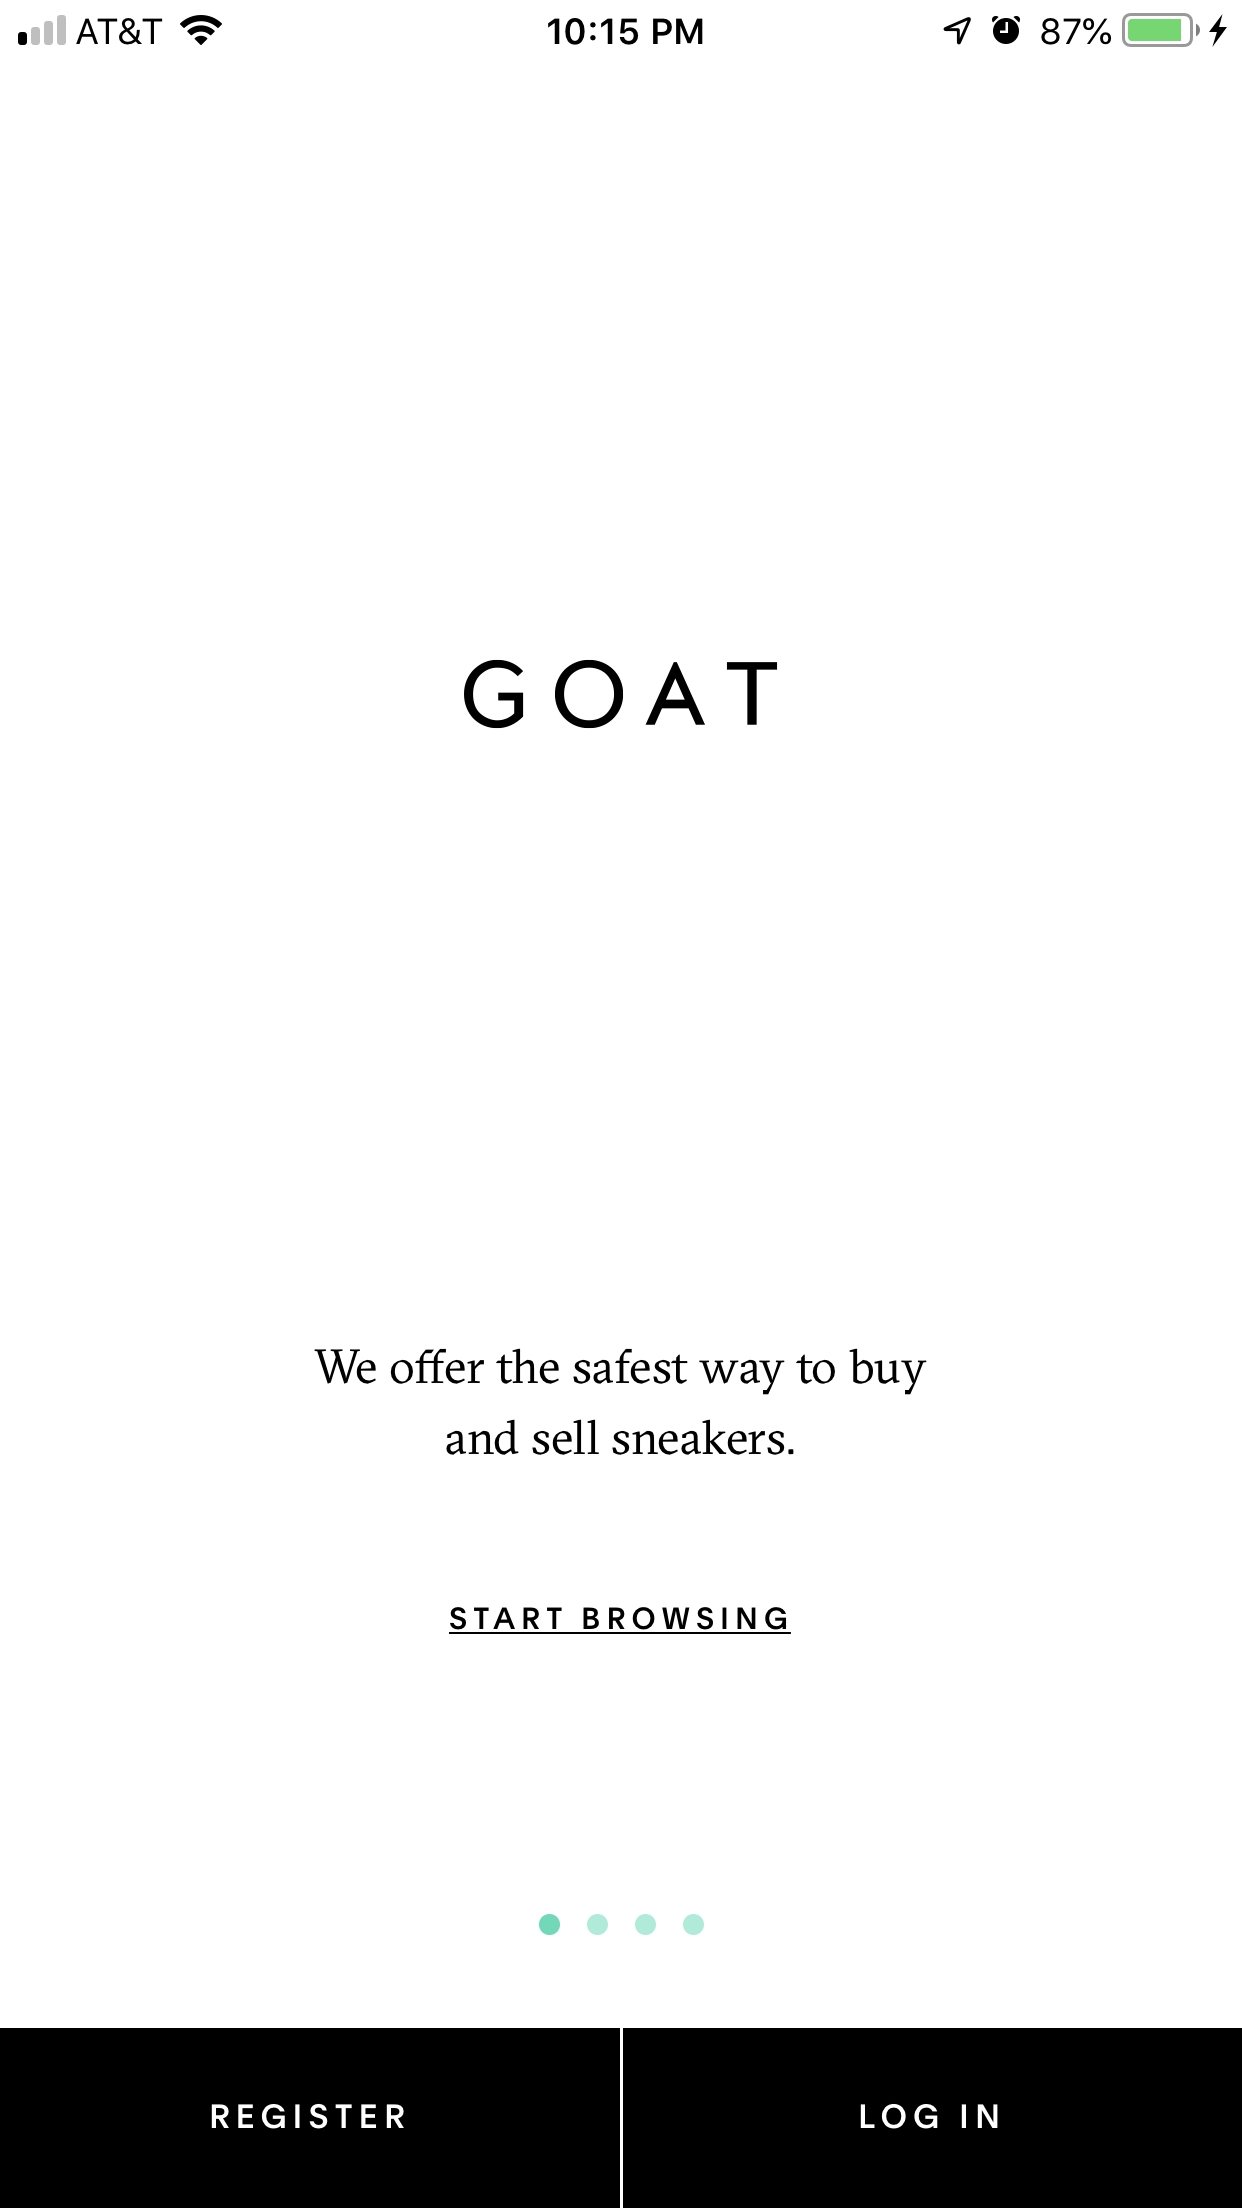 AT&T 10:15 PM 87%
GOAT
We offer the safest way to buy
and sell sneakers.
START BROWSING
REGISTER LOG IN